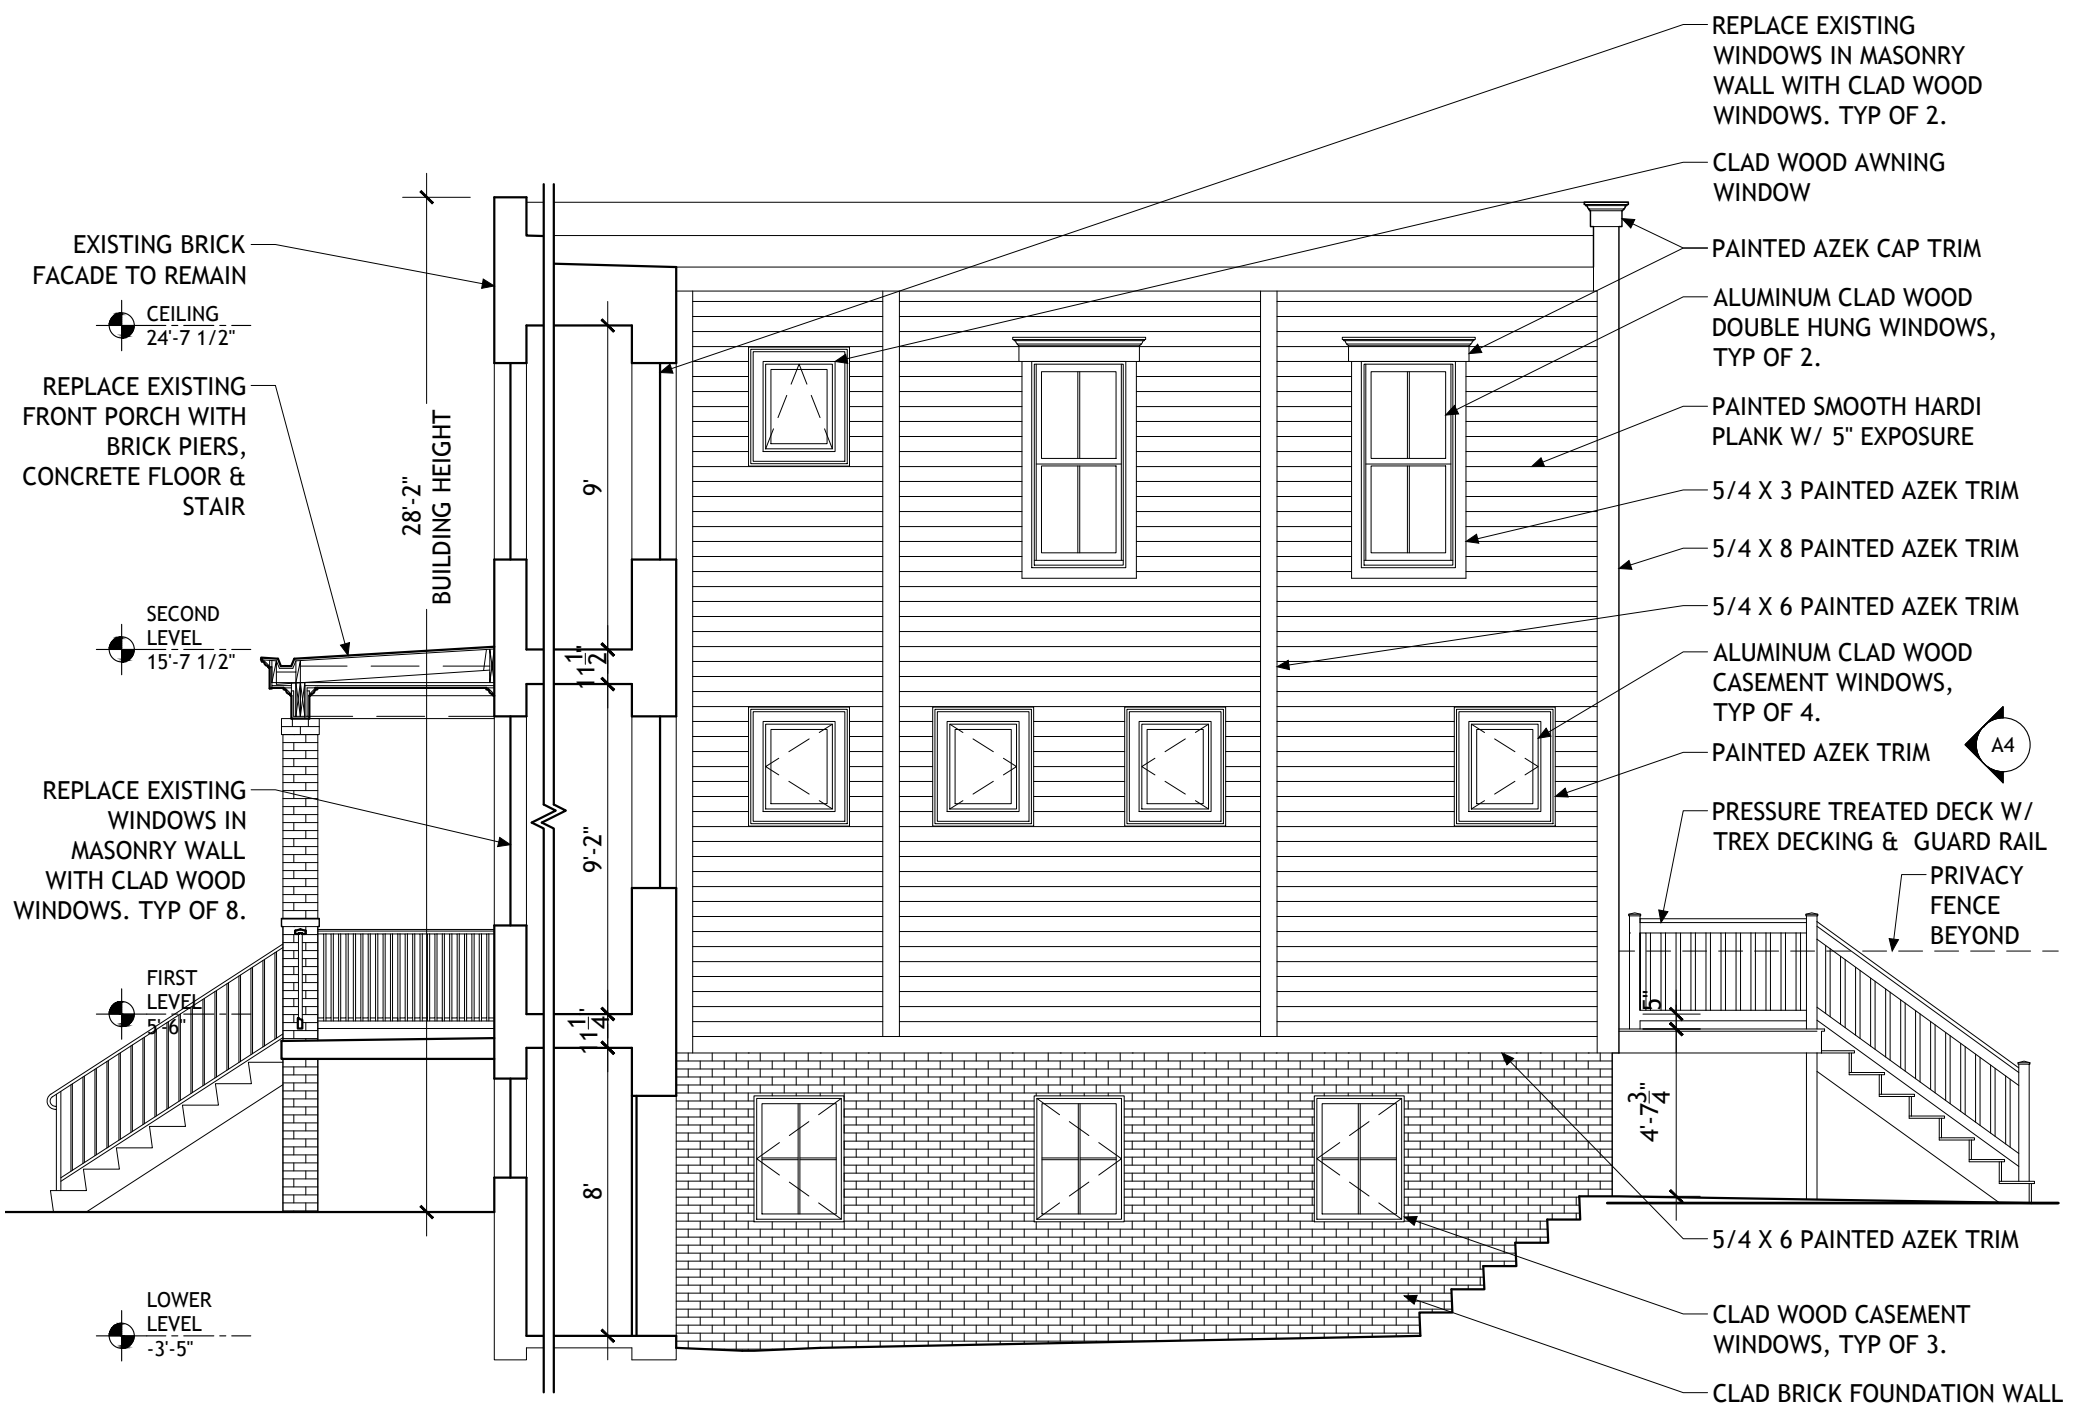 EXISTING BRICK
FACADE TO REMAIN
CEILING
24'-7 1/2"
REPLACE EXISTING
FRONT PORCH WITH
BRICK PIERS,
CONCRETE FLOOR &
STAIR
SECOND
LEVEL
15'-7 1/2"
REPLACE EXISTING
WINDOWS IN
MASONRY WALL
WITH CLAD WOOD
WINDOWS. TYP OF 8.
FIRST
LEVEL
5'-6"
LOWER
LEVEL
-3'-5"
28'-2"
BUILDING HEIGHT
9'
11 1/2"
9'-2"
11 1/4"
8'
REPLACE EXISTING
WINDOWS IN MASONRY
WALL WITH CLAD WOOD
WINDOWS. TYP OF 2.
CLAD WOOD AWNING
WINDOW
PAINTED AZEK CAP TRIM
ALUMINUM CLAD WOOD
DOUBLE HUNG WINDOWS,
TYP OF 2.
PAINTED SMOOTH HARDI
PLANK W/ 5" EXPOSURE
5/4 X 3 PAINTED AZEK TRIM
5/4 X 8 PAINTED AZEK TRIM
5/4 X 6 PAINTED AZEK TRIM
ALUMINUM CLAD WOOD
CASEMENT WINDOWS,
TYP OF 4.
A4
PAINTED AZEK TRIM
PRESSURE TREATED DECK W/
TREX DECKING & GUARD RAIL
PRIVACY
FENCE
BEYOND
5"
4'-7 3/4
5/4 X 6 PAINTED AZEK TRIM
CLAD WOOD CASEMENT
WINDOWS, TYP OF 3.
CLAD BRICK FOUNDATION WALL